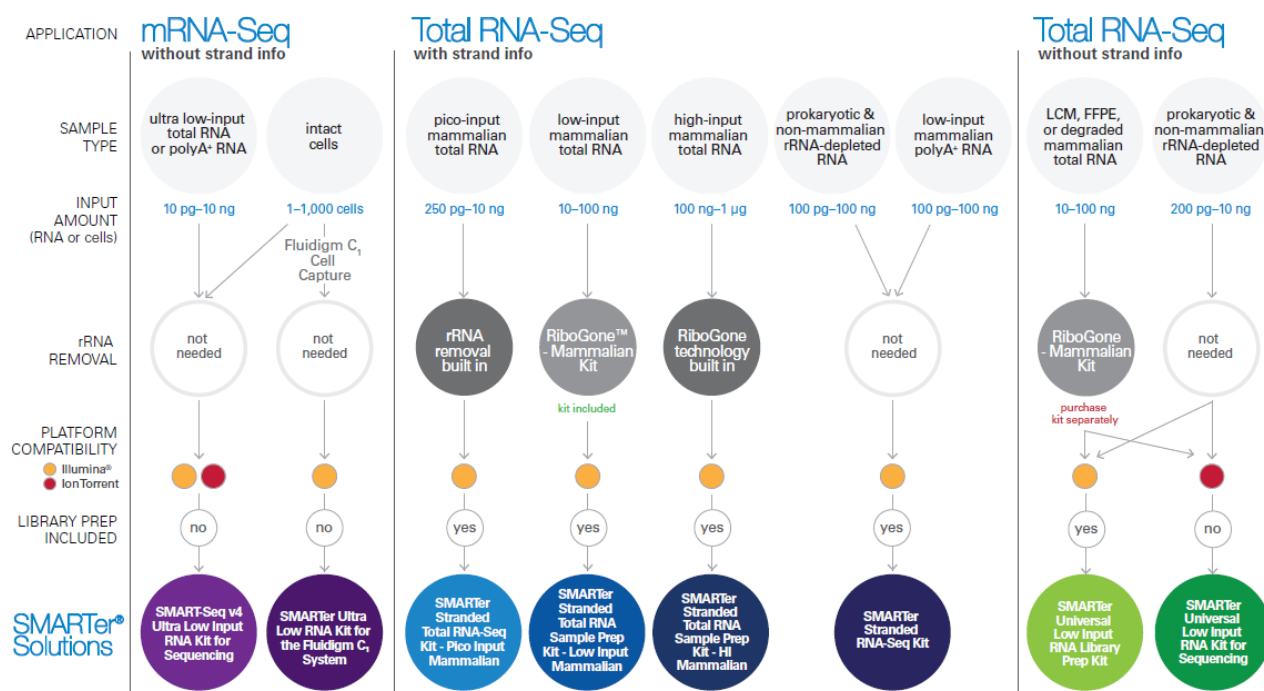 APPLICATION
mRNA-Seq
without strand info
Total RNA-Seq
with strand info
Total RNA-Seq
without strand info
SAMPLE
TYPE
ultra low-input
total RNA
or polyA+ RNA
intact
cells
pico-input
mammalian
total RNA
low-input
mammalian
total RNA
high-input
mammalian
total RNA
prokaryotic &
non-mammalian
rRNA-depleted
RNA
low-input
mammalian
polyA+ RNA
LCM, FFPE,
or degraded
mammalian
total RNA
prokaryotic &
non-mammalian
rRNA-depleted
RNA
INPUT
AMOUNT
(RNA or cells)
10 pg–10 ng
1–1,000 cells
250 pg–10 ng
10–100 ng
100 ng–1 µg
100 pg–100 ng
100 pg–100 ng
10–100 ng
200 pg–10 ng
Fluidigm C1
Cell
Capture
rRNA
REMOVAL
not
needed
not
needed
rRNA
removal
built in
RiboGone™
- Mammalian
Kit
kit included
RiboGone
technology
built in
not
needed
RiboGone
- Mammalian
Kit
purchase
kit separately
not
needed
PLATFORM
COMPATIBILITY
Illumina®
IonTorrent
LIBRARY PREP
INCLUDED
no
no
yes
yes
yes
yes
yes
no
SMARTer®
Solutions
SMART-Seq v4
Ultra Low Input
RNA Kit for
Sequencing
SMARTer Ultra
Low RNA Kit for
the Fluidigm C1
System
SMARTer
Stranded
Total RNA-Seq
Kit - Pico Input
Mammalian
SMARTer
Stranded
Total RNA
Sample Prep
Kit - Low Input
Mammalian
SMARTer
Stranded
Total RNA
Sample Prep
Kit - HI
Mammalian
SMARTer
Stranded
RNA-Seq Kit
SMARTer
Universal
Low Input
RNA Library
Prep Kit
SMARTer
Universal
Low Input
RNA Kit for
Sequencing